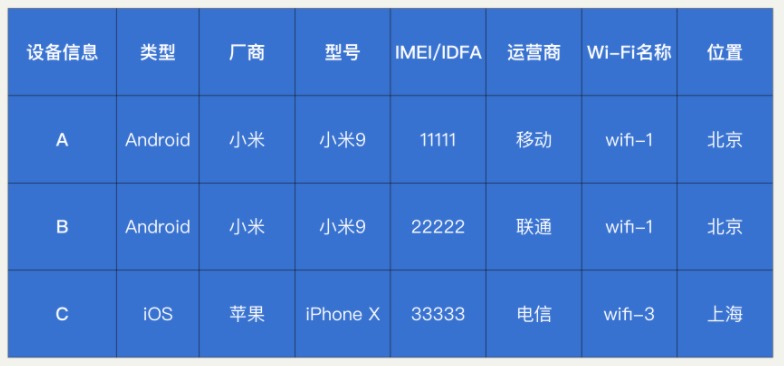 设备信息 类型 厂商 型号 IMEI/IDFA 运营商 Wi-Fi名称 位置
A Android 小米 小米9 11111 移动 wifi-1 北京
B Android 小米 小米9 22222 联通 wifi-1 北京
C iOS 苹果 iPhone X 33333 电信 wifi-3 上海